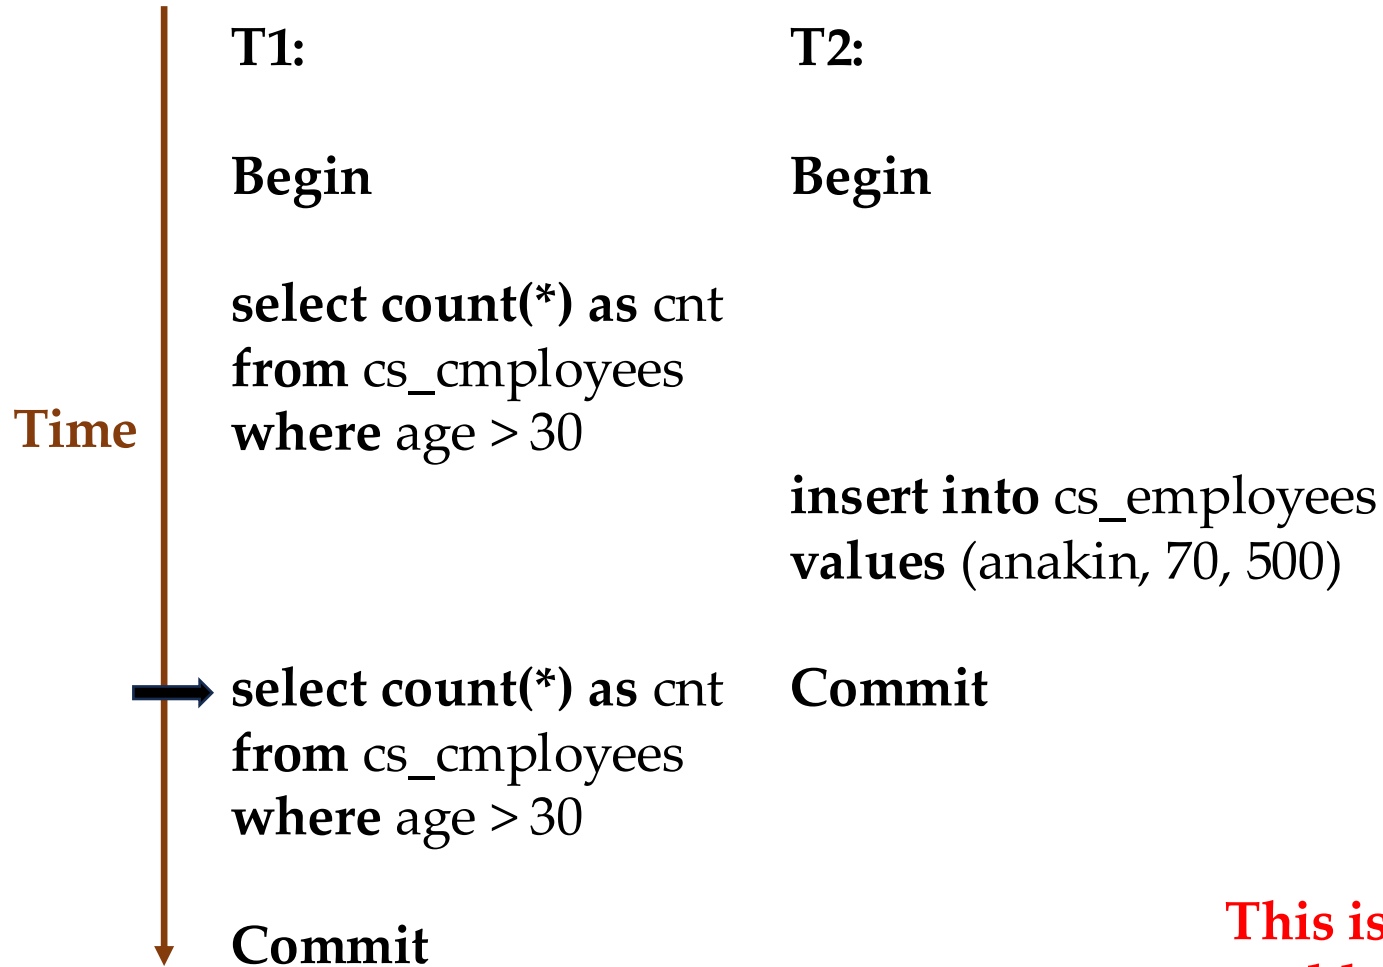 T1:
Begin
select count(*) as cnt
from cs_cmployees
where age > 30
select count(*) as cnt
from cs_cmployees
where age > 30
Commit
T2:
Begin
insert into cs_employees
values (anakin, 70, 500)
Commit
Time
This is